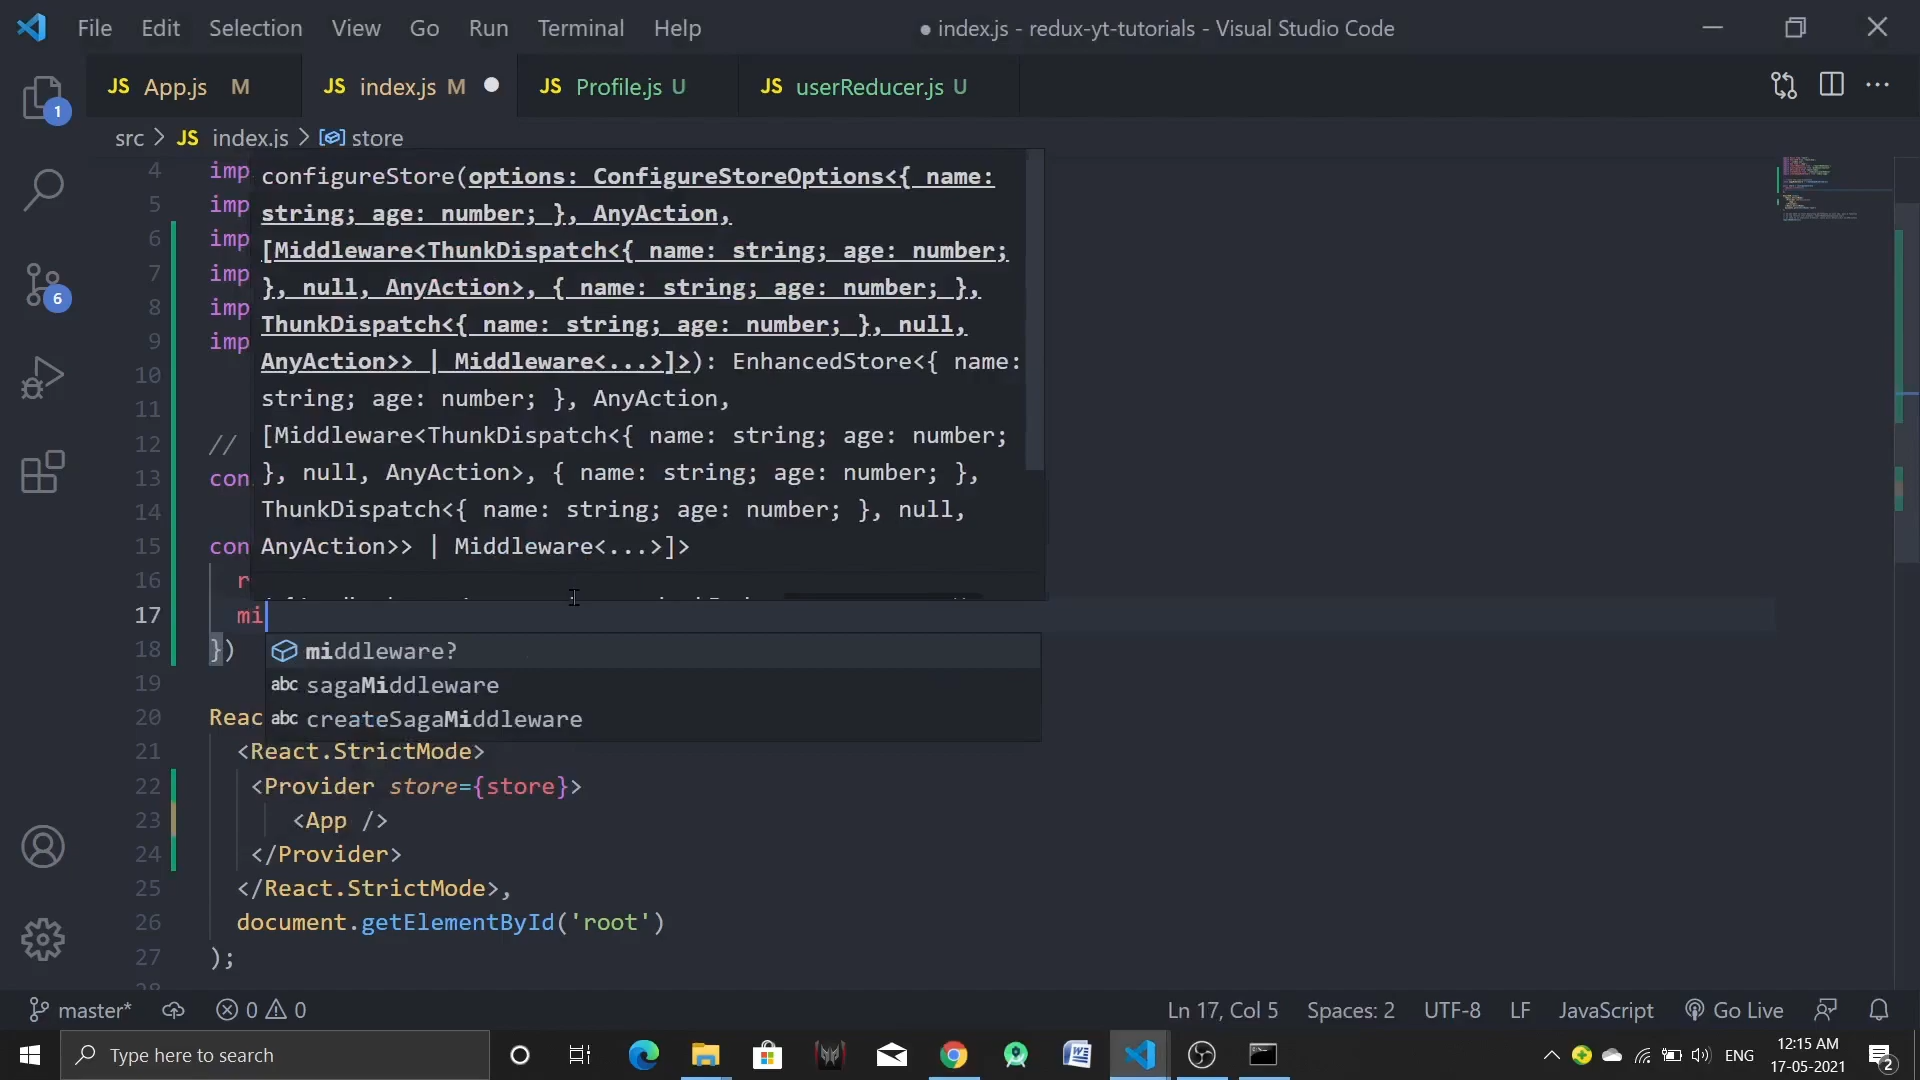 File Edit Selection View Go Run Terminal Help
● index.js - redux-yt-tutorials - Visual Studio Code
JS App.js M
JS index.js M ●
JS Profile.js U
JS userReducer.js U
1
src > JS index.js > store
4 imp
configureStore(options: ConfigureStoreOptions<{ name:
5 imp
string; age: number; }, AnyAction,
6 imp
[Middleware<ThunkDispatch<{ name: string; age: number;
7 imp
}, null, AnyAction>, { name: string; age: number; },
6
8 imp
ThunkDispatch<{ name: string; age: number; }, null,
9 imp
AnyAction>> | Middleware<...>]>): EnhancedStore<{ name:
10
string; age: number; }, AnyAction,
11
[Middleware<ThunkDispatch<{ name: string; age: number;
12 //
}, null, AnyAction>, { name: string; age: number; },
13 con
ThunkDispatch<{ name: string; age: number; }, null,
14
AnyAction>> | Middleware<...>]>
15 con
16 r
17 mi
18 })
middleware?
19
abc sagaMiddleware
20 Reac
abc createSagaMiddleware
21 <React.StrictMode>
22 <Provider store={store}>
23 <App />
24 </Provider>
25 </React.StrictMode>,
26 document.getElementById('root')
27 );
master* 0 0
Ln 17, Col 5 Spaces: 2 UTF-8 LF JavaScript Go Live
Type here to search
ENG
12:15 AM
17-05-2021
2